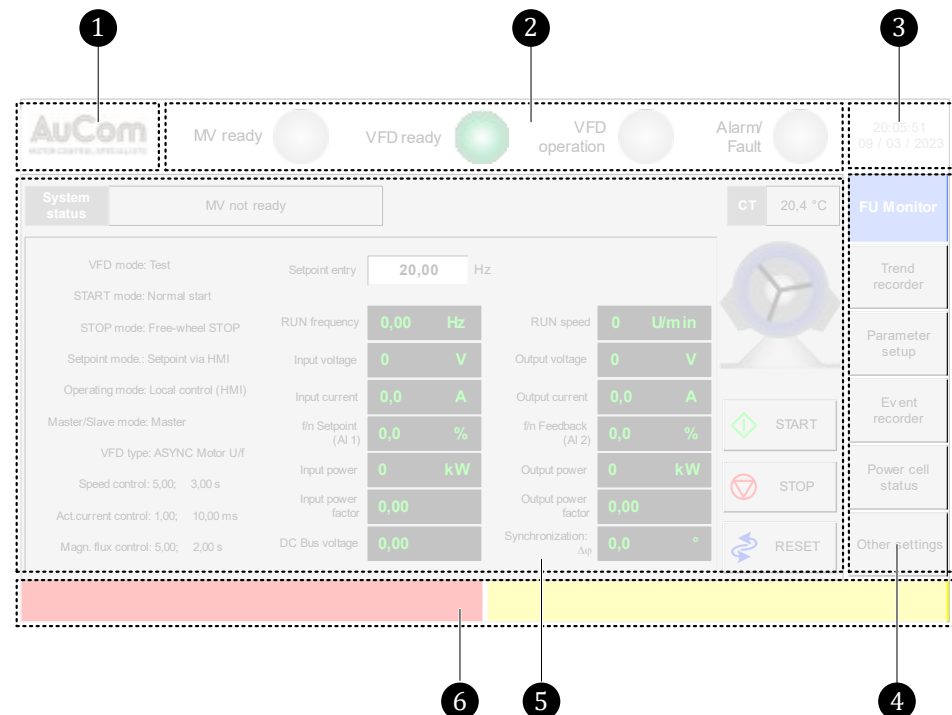 1
2
3
AuCom
MOTOR CONTROL SPECIALISTS
MV ready
VFD ready
VFD
operation
Alarm/
Fault
20:05:51
09 / 03 / 2023
System
status
MV not ready
CT
20,4 °C
FU Monitor
VFD mode: Test
START mode: Normal start
STOP mode: Free-wheel STOP
Setpoint mode.: Setpoint via HMI
Operating mode: Local control (HMI)
Master/Slave mode: Master
VFD type: ASYNC Motor U/f
Speed control: 5,00; 3,00 s
Act.current control: 1,00; 10,00 ms
Magn. flux control: 5,00; 2,00 s
Setpoint entry
20,00
Hz
RUN frequency
0,00 Hz
Input voltage
0 V
Input current
0,0 A
f/n Setpoint
(AI 1)
0,0 %
Input power
0 kW
Input power
factor
0,00
DC Bus voltage
0,00
RUN speed
0 U/min
Output voltage
0 V
Output current
0,0 A
f/n Feedback
(AI 2)
0,0 %
Output power
0 kW
Output power
factor
0,00
Synchronization:
Δφ
0,0 °
START
STOP
RESET
Trend
recorder
Parameter
setup
Event
recorder
Power cell
status
Other settings
6
5
4